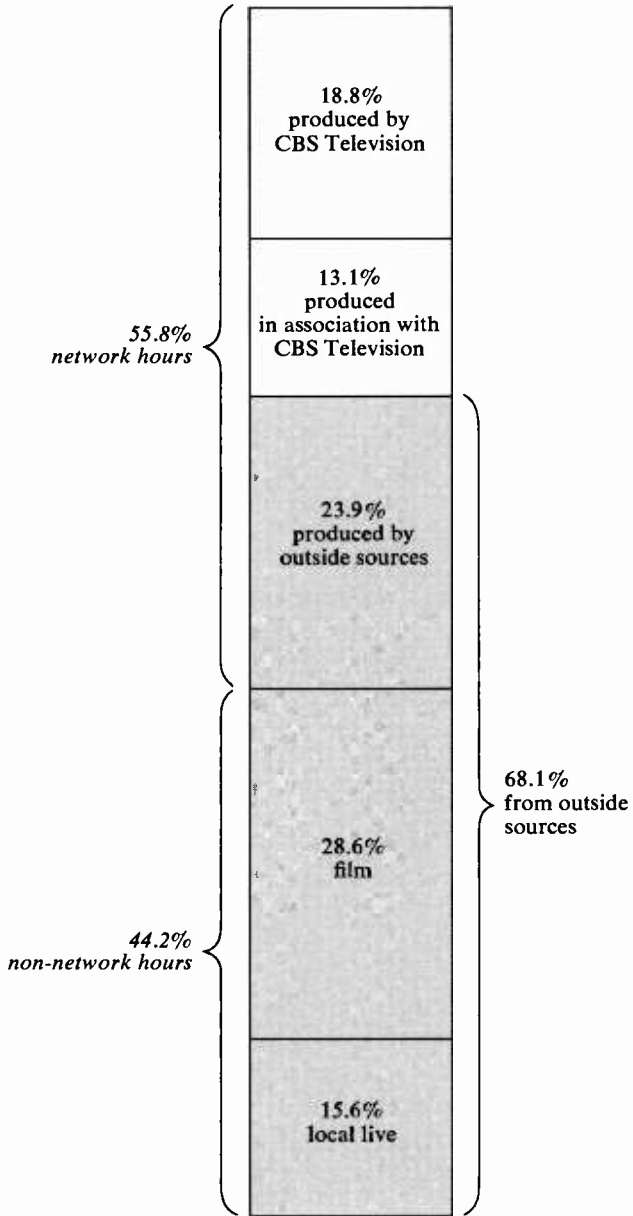 18.8%
produced by
CBS Television
13.1%
produced
in association with
CBS Television
55.8%
network hours
23.9%
produced by
outside sources
68.1%
from outside
sources
28.6%
film
44.2%
non-network hours
15.6%
local live